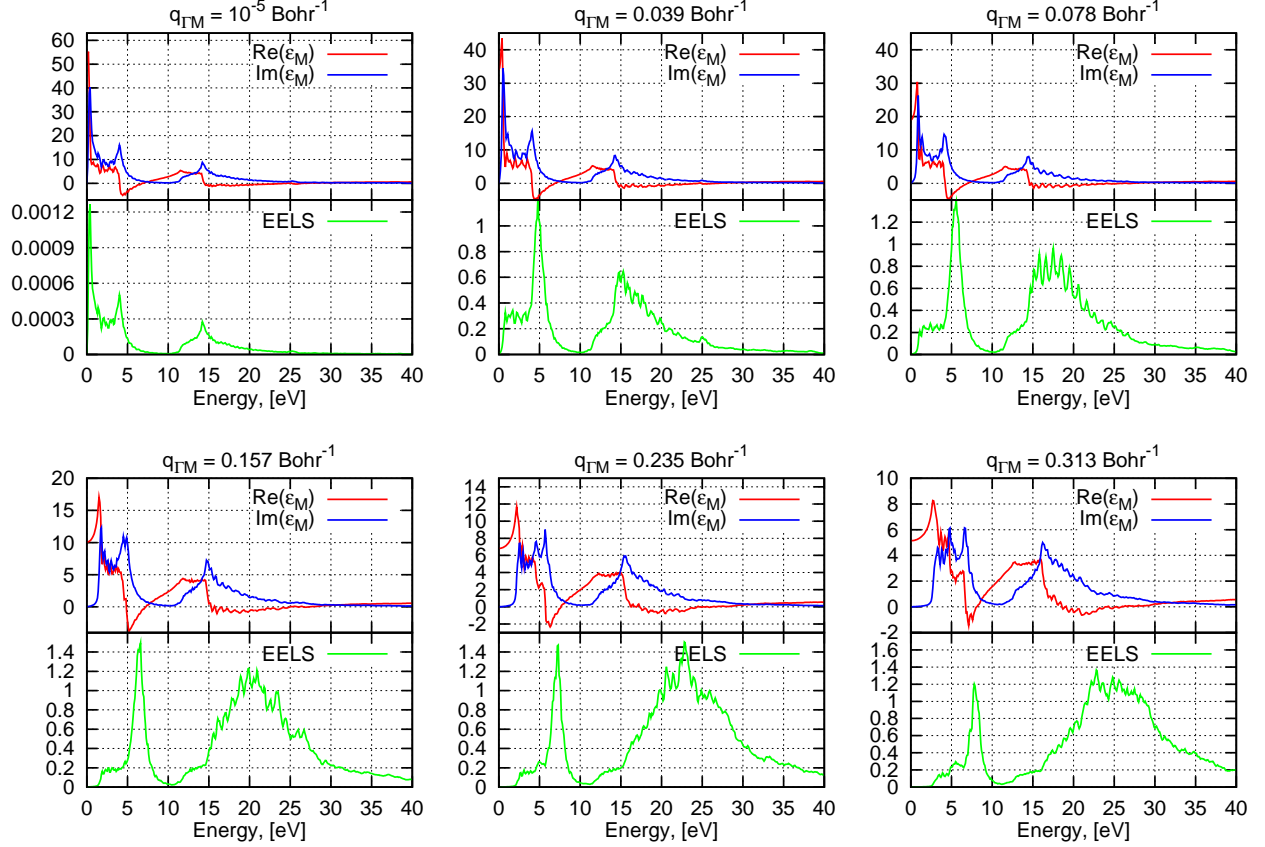 q_ΓM = 10^-5 Bohr^-1
60
50
40
30
20
10
0
Re(ε_M)
Im(ε_M)
0.0012
0.0009
0.0006
0.0003
0
EELS
0 5 10 15 20 25 30 35 40
Energy, [eV]
q_ΓM = 0.039 Bohr^-1
40
30
20
10
0
Re(ε_M)
Im(ε_M)
1
0.8
0.6
0.4
0.2
0
EELS
0 5 10 15 20 25 30 35 40
Energy, [eV]
q_ΓM = 0.078 Bohr^-1
40
30
20
10
0
Re(ε_M)
Im(ε_M)
1.2
1
0.8
0.6
0.4
0.2
0
EELS
0 5 10 15 20 25 30 35 40
Energy, [eV]
q_ΓM = 0.157 Bohr^-1
20
15
10
5
0
Re(ε_M)
Im(ε_M)
1.4
1.2
1
0.8
0.6
0.4
0.2
0
EELS
0 5 10 15 20 25 30 35 40
Energy, [eV]
q_ΓM = 0.235 Bohr^-1
14
12
10
8
6
4
2
0
-2
Re(ε_M)
Im(ε_M)
1.4
1.2
1
0.8
0.6
0.4
0.2
0
EELS
0 5 10 15 20 25 30 35 40
Energy, [eV]
q_ΓM = 0.313 Bohr^-1
10
8
6
4
2
0
-2
Re(ε_M)
Im(ε_M)
1.6
1.4
1.2
1
0.8
0.6
0.4
0.2
0
EELS
0 5 10 15 20 25 30 35 40
Energy, [eV]